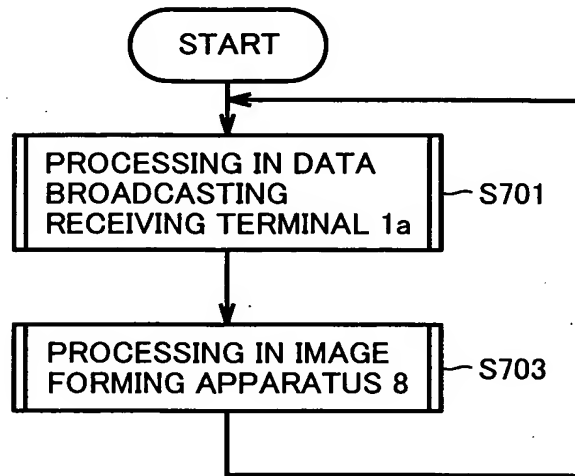 START
PROCESSING IN DATA
BROADCASTING
RECEIVING TERMINAL 1a
S701
PROCESSING IN IMAGE
FORMING APPARATUS 8
S703